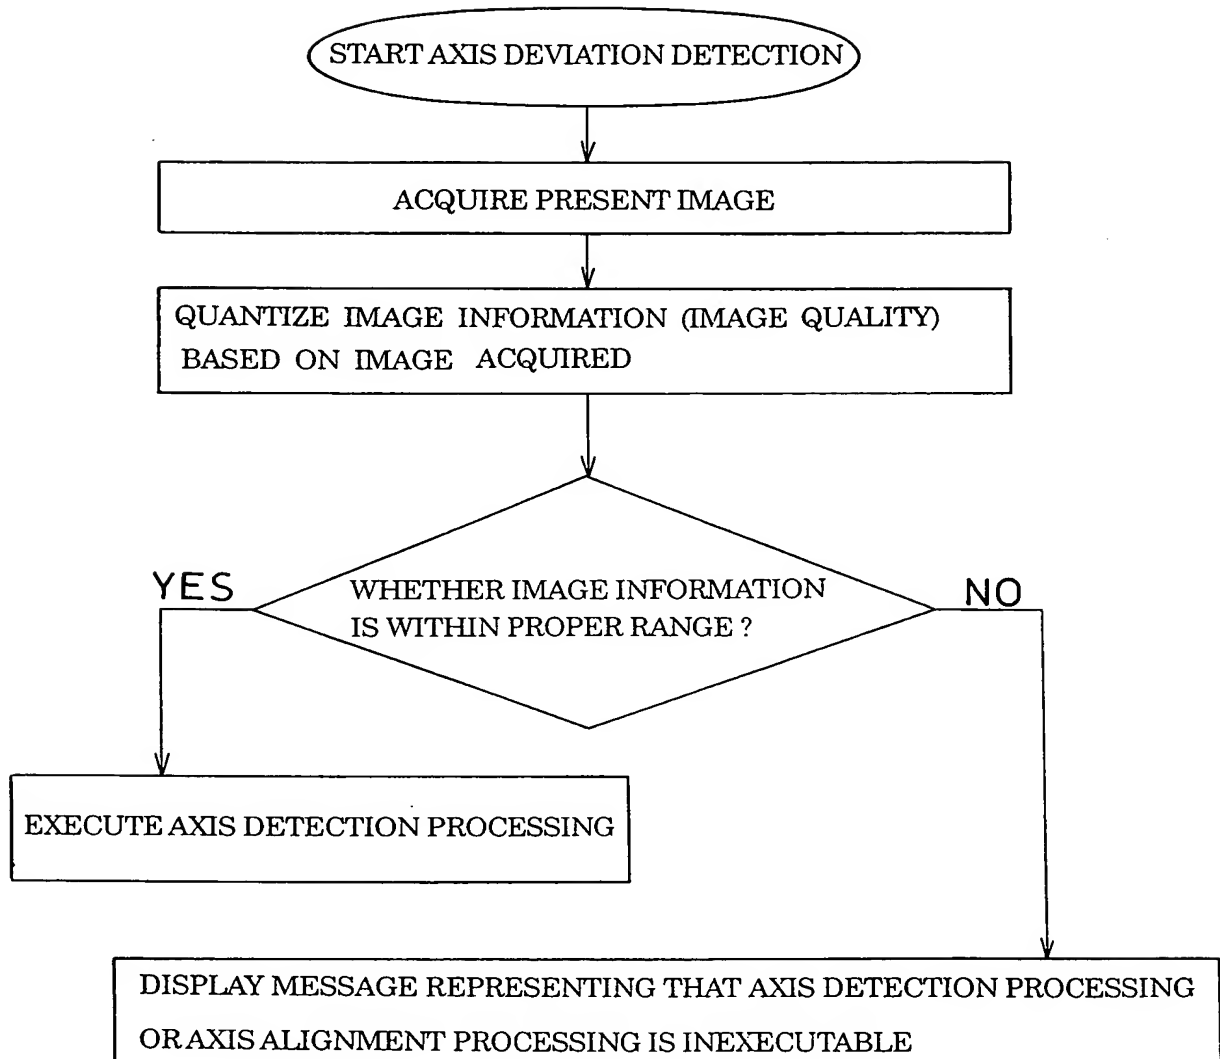 START AXIS DEVIATION DETECTION
ACQUIRE PRESENT IMAGE
QUANTIZE IMAGE INFORMATION (IMAGE QUALITY)
BASED ON IMAGE ACQUIRED
WHETHER IMAGE INFORMATION
IS WITHIN PROPER RANGE ?
YES
NO
EXECUTE AXIS DETECTION PROCESSING
DISPLAY MESSAGE REPRESENTING THAT AXIS DETECTION PROCESSING
OR AXIS ALIGNMENT PROCESSING IS INEXECUTABLE